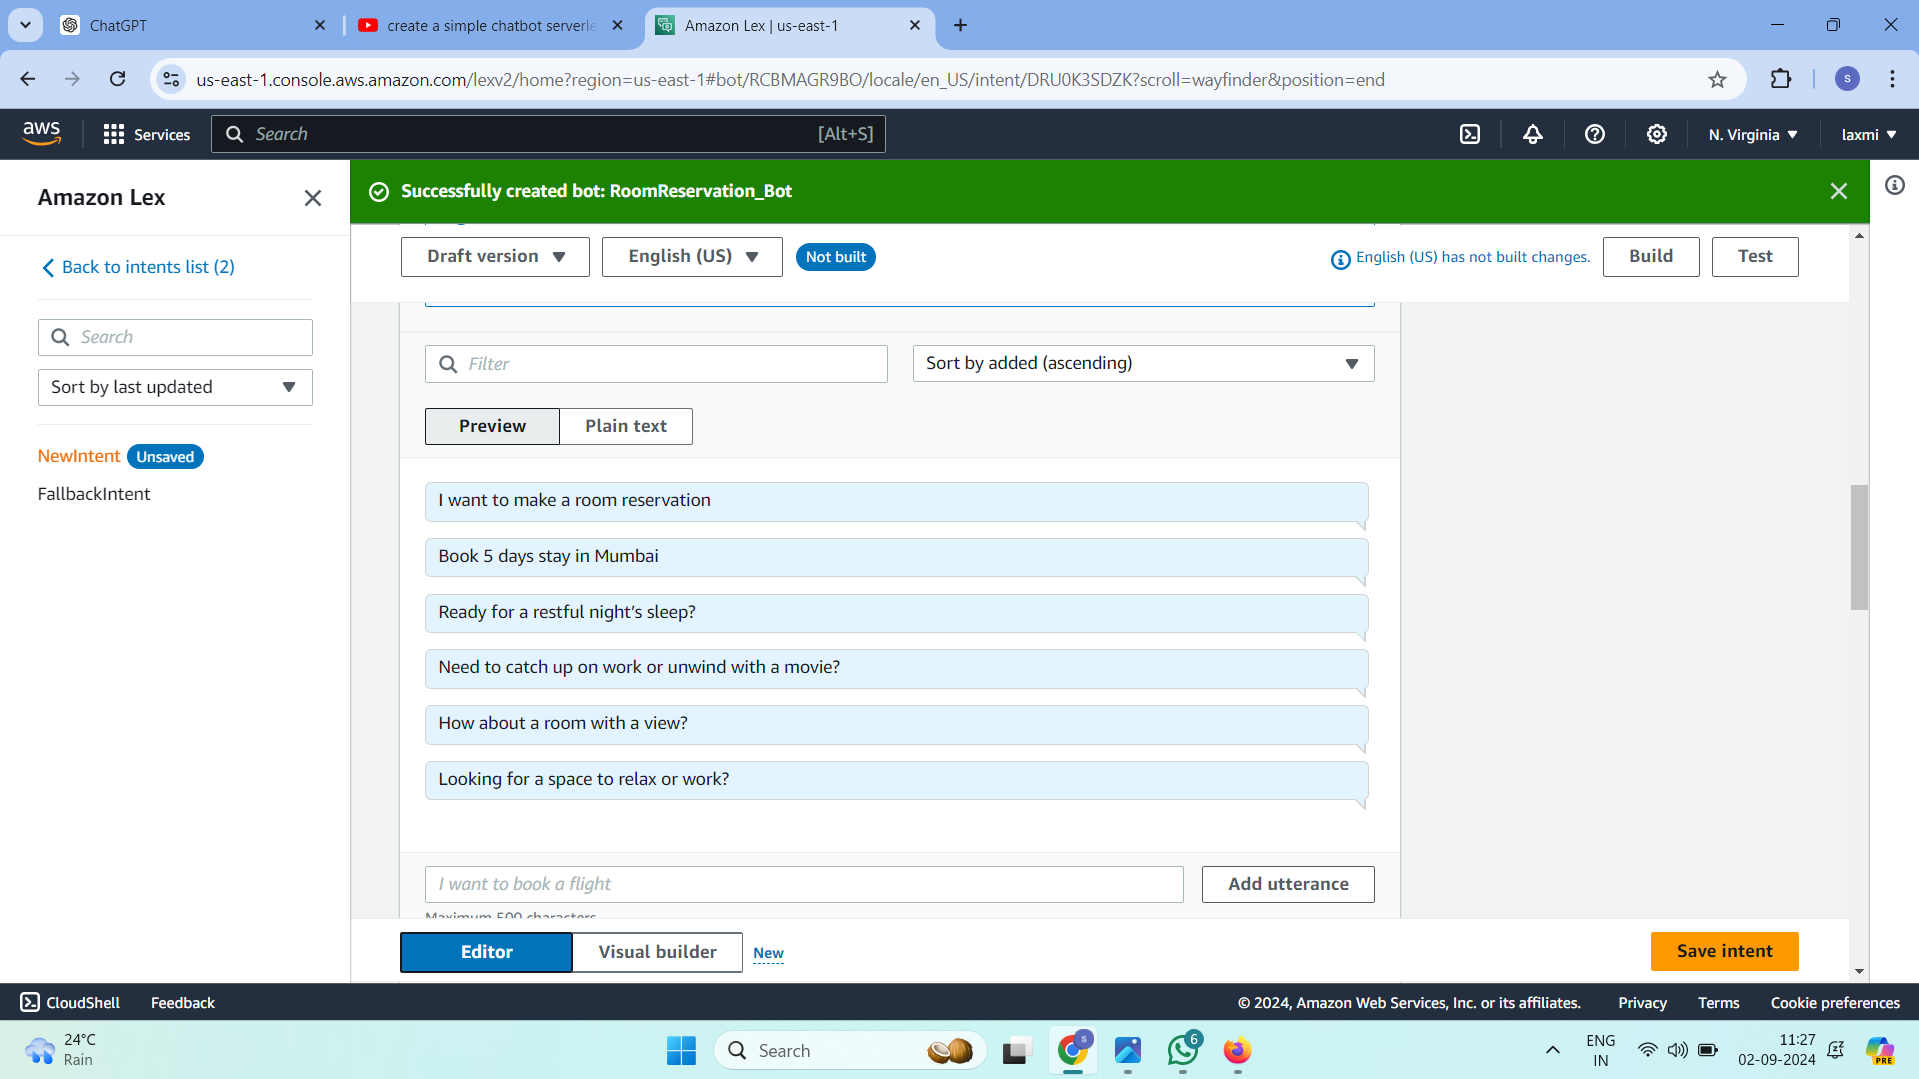 ChatGPT
create a simple chatbot serverle
Amazon Lex | us-east-1
us-east-1.console.aws.amazon.com/lexv2/home?region=us-east-1#bot/RCBMAGR9BO/locale/en_US/intent/DRU0K3SDZK?scroll=wayfinder&position=end
S
aws
Services
Search
[Alt+S]
N. Virginia
laxmi
Amazon Lex
Successfully created bot: RoomReservation_Bot
Back to intents list (2)
Draft version
English (US)
Not built
English (US) has not built changes.
Build
Test
Search
Sort by last updated
NewIntent
Unsaved
FallbackIntent
Filter
Sort by added (ascending)
Preview
Plain text
I want to make a room reservation
Book 5 days stay in Mumbai
Ready for a restful night’s sleep?
Need to catch up on work or unwind with a movie?
How about a room with a view?
Looking for a space to relax or work?
I want to book a flight
Add utterance
Maximum 500 characters
Editor
Visual builder
New
Save intent
CloudShell
Feedback
© 2024, Amazon Web Services, Inc. or its affiliates.
Privacy
Terms
Cookie preferences
24°C
Rain
Search
S
6
ENG
IN
11:27
02-09-2024
PRE